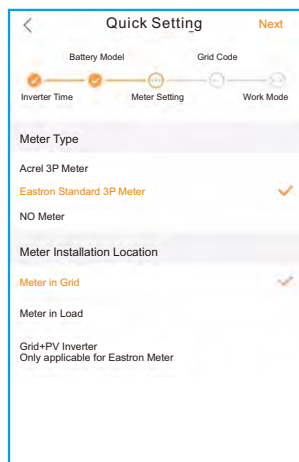 Quick Setting Next
Battery Model Grid Code
Inverter Time Meter Setting Work Mode
Meter Type
Acrel 3P Meter
Eastron Standard 3P Meter
NO Meter
Meter Installation Location
Meter in Grid
Meter in Load
Grid+PV Inverter
Only applicable for Eastron Meter